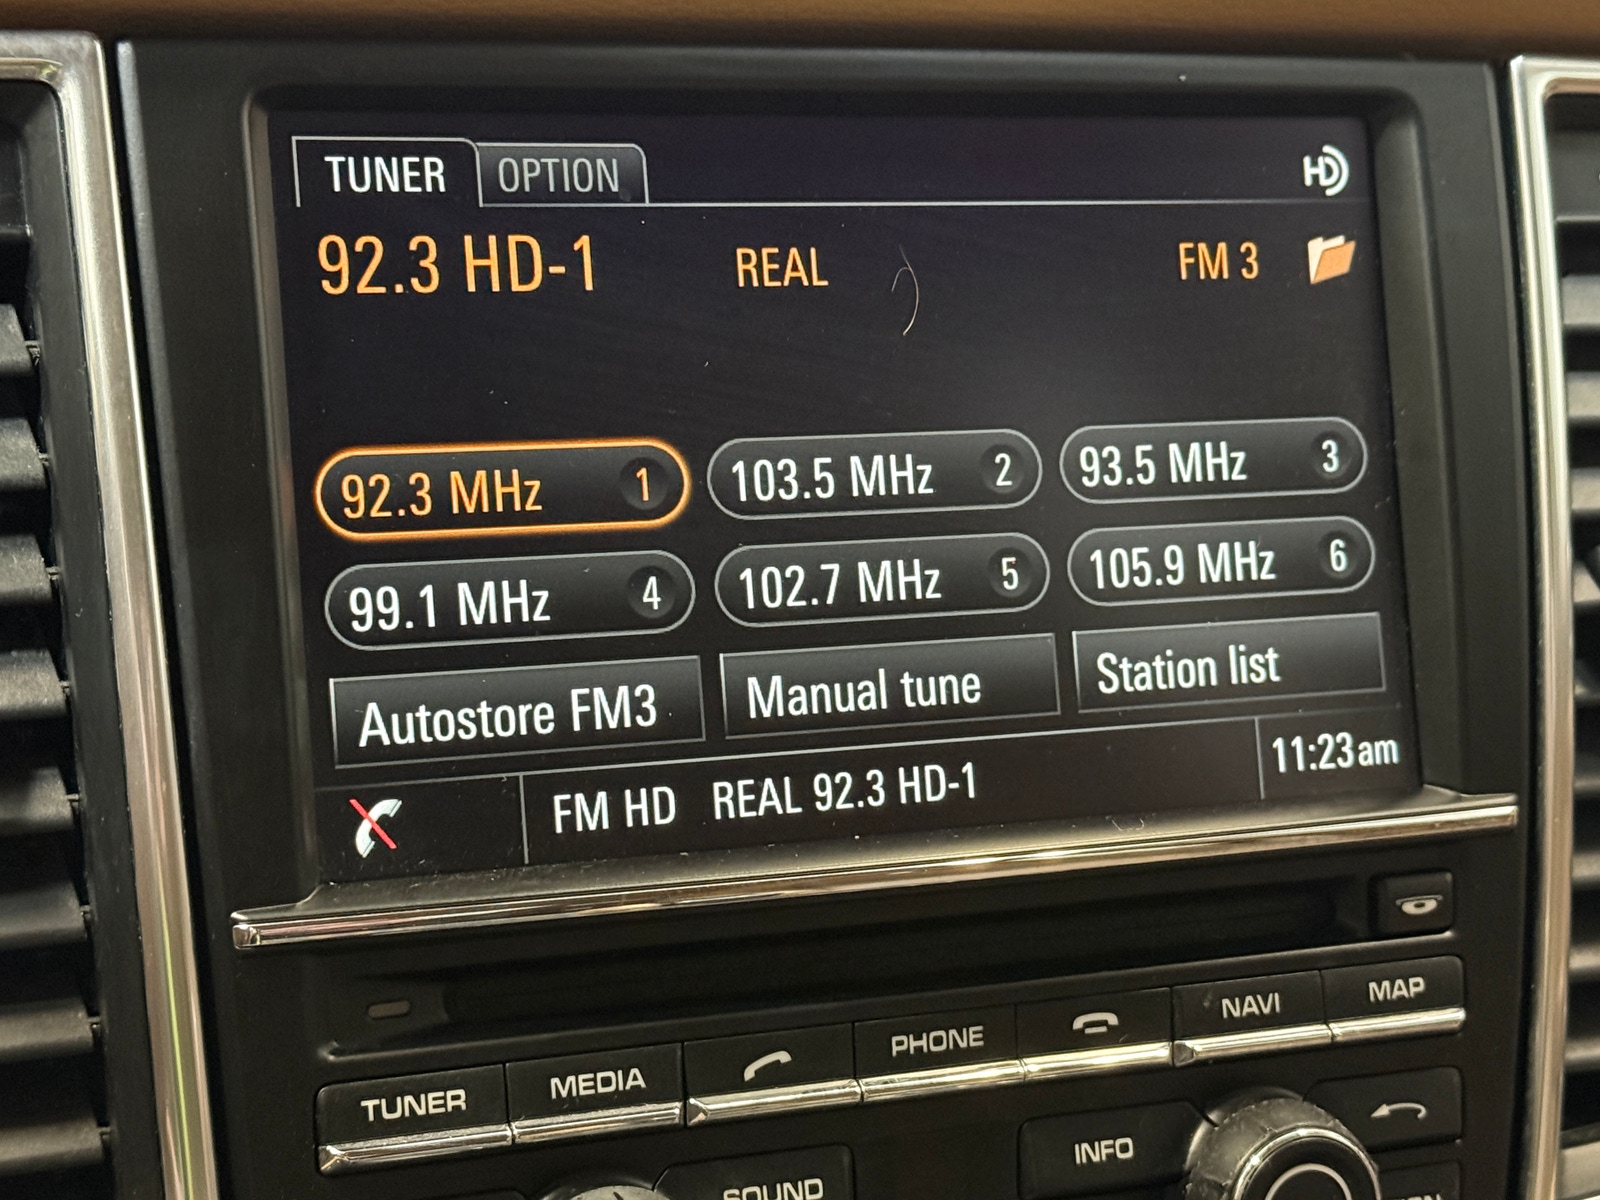 TUNER OPTION HD
92.3 HD-1 REAL FM 3
92.3 MHz 1 103.5 MHz 2 93.5 MHz 3
99.1 MHz 4 102.7 MHz 5 105.9 MHz 6
Autostore FM3 Manual tune Station list
FM HD REAL 92.3 HD-1 11:23am
TUNER MEDIA PHONE NAVI MAP
INFO
SOUND